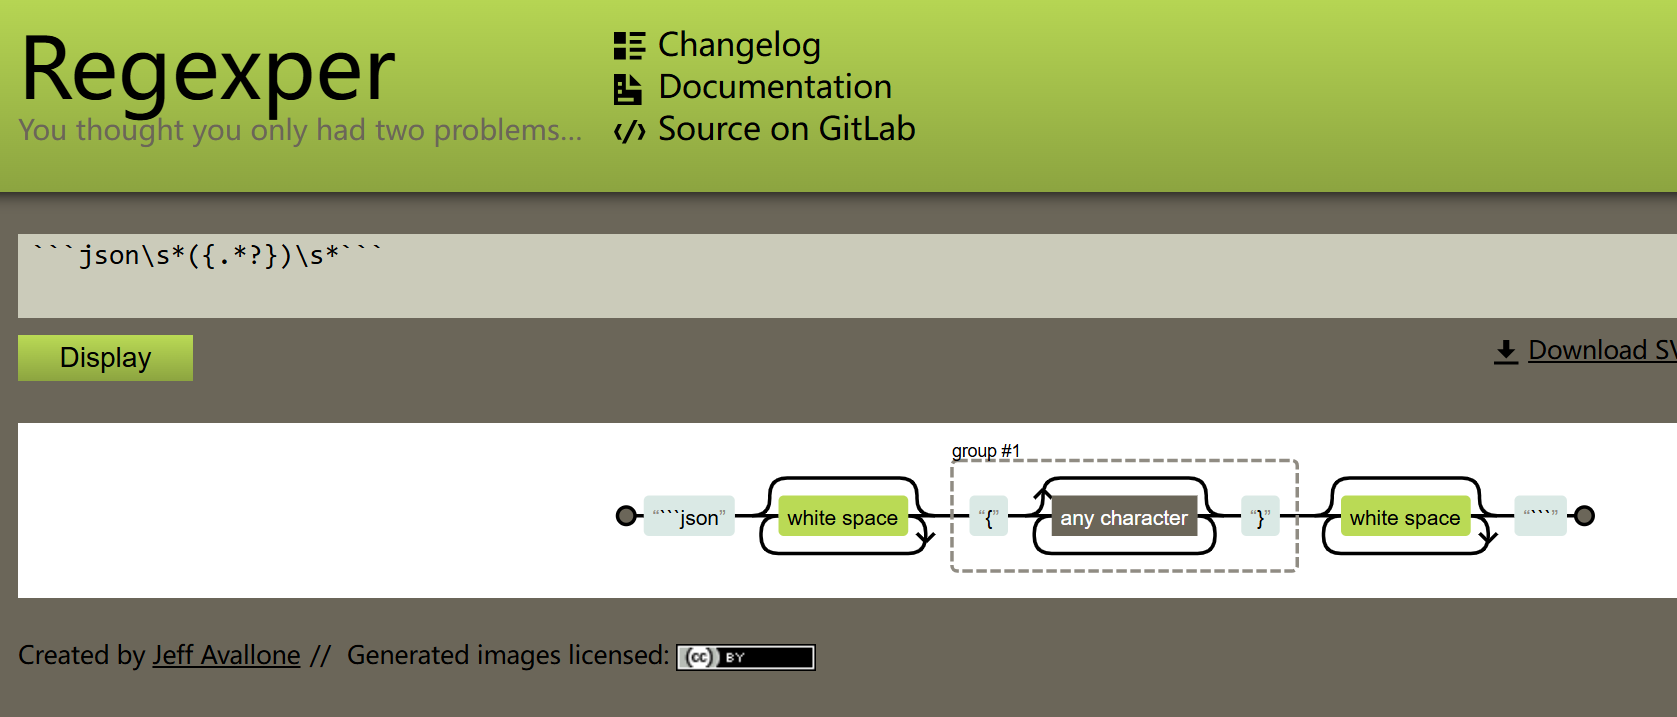 Regexper
You thought you only had two problems...
Changelog
Documentation
Source on GitLab
```json\s*({.*?})\s*```
Display
Download SV
group #1
“```json” white space “{” any character “}” white space “```”
Created by Jeff Avallone // Generated images licensed: (cc) BY